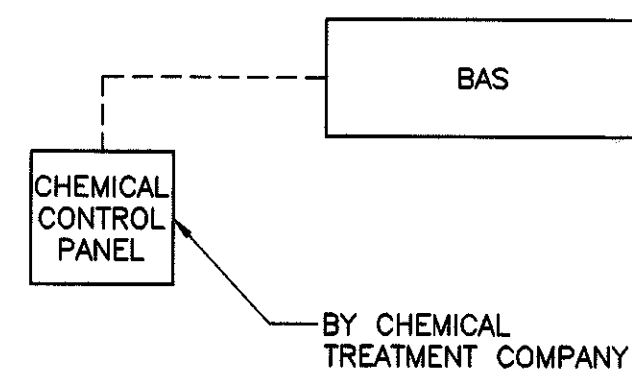 BAS
CHEMICAL
CONTROL
PANEL
BY CHEMICAL
TREATMENT COMPANY